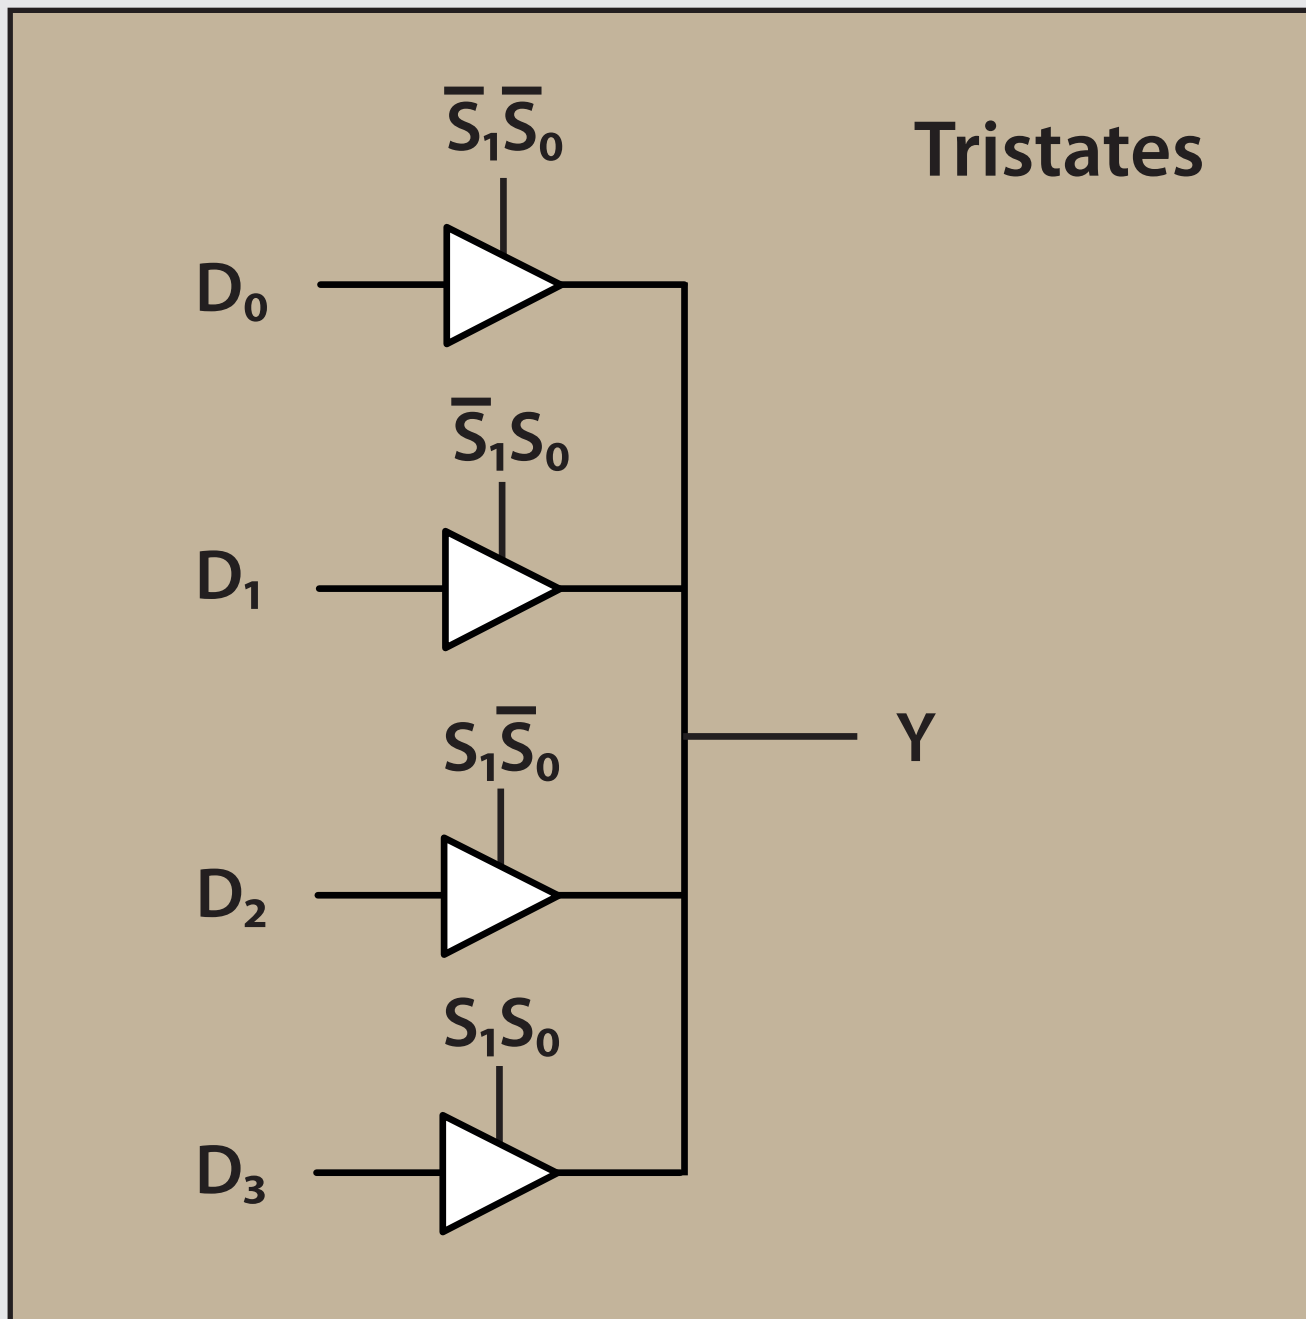 S̅₁S̅₀
Tristates
D₀
S̅₁S₀
D₁
S₁S̅₀
Y
D₂
S₁S₀
D₃